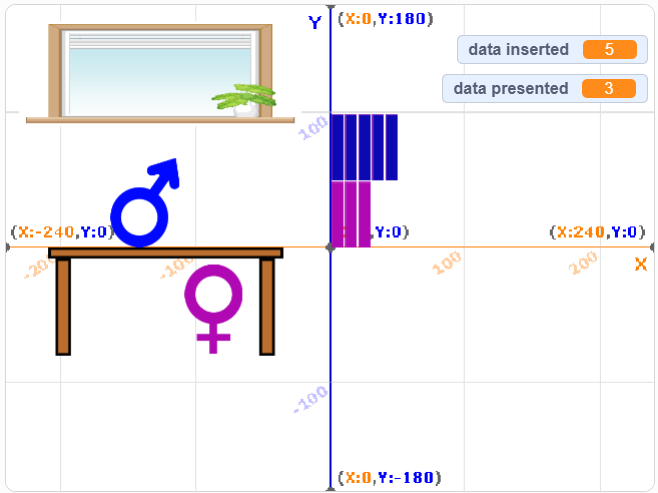 Y
(X:0,Y:180)
data inserted 5
data presented 3
100
(X:-240,Y:0)
,Y:0)
(X:240,Y:0)
-200
-100
100
200
X
-100
(X:0,Y:-180)